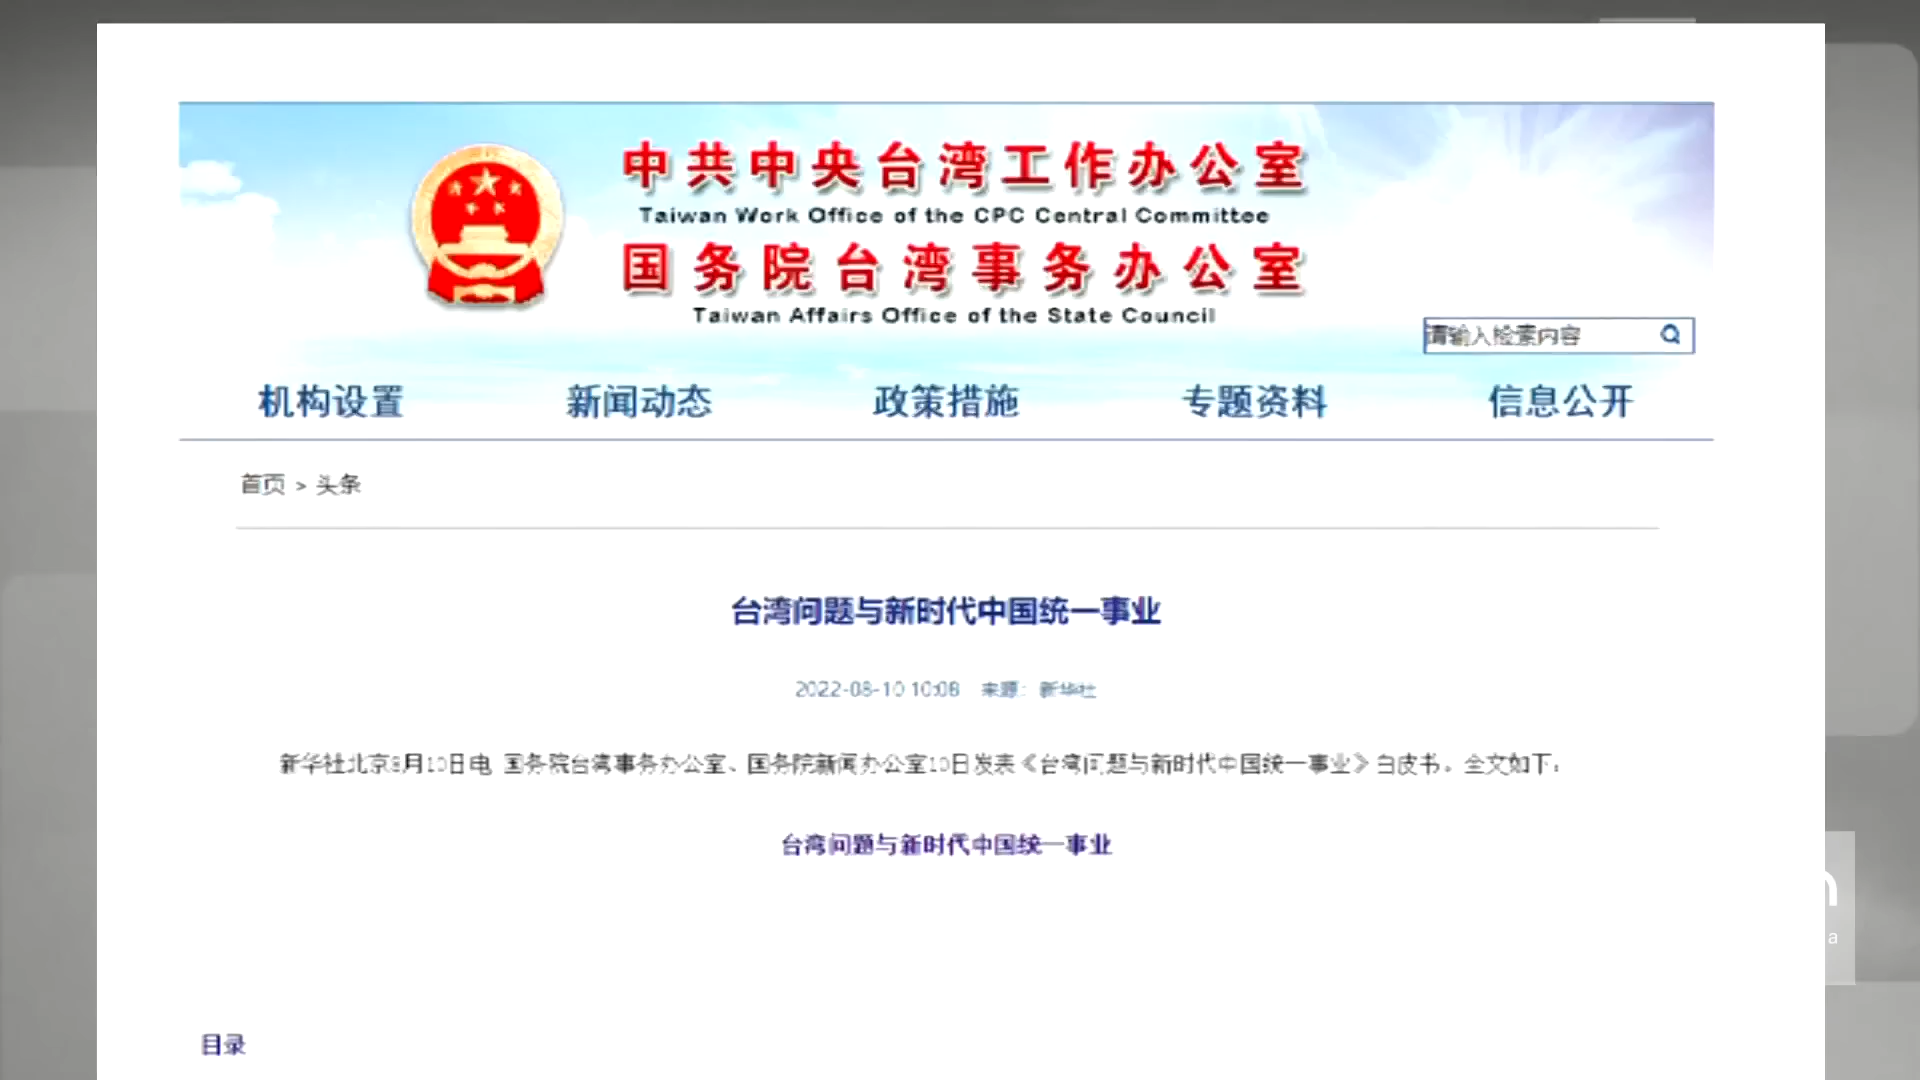 中共中央台湾工作办公室
Taiwan Work Office of the CPC Central Committee
国务院台湾事务办公室
Taiwan Affairs Office of the State Council
请输入检索内容
机构设置 新闻动态 政策措施 专题资料 信息公开
首页 > 头条
台湾问题与新时代中国统一事业
2022-08-10 10:08 来源：新华社
新华社北京8月10日电 国务院台湾事务办公室、国务院新闻办公室10日发表《台湾问题与新时代中国统一事业》白皮书。全文如下：
台湾问题与新时代中国统一事业
目录